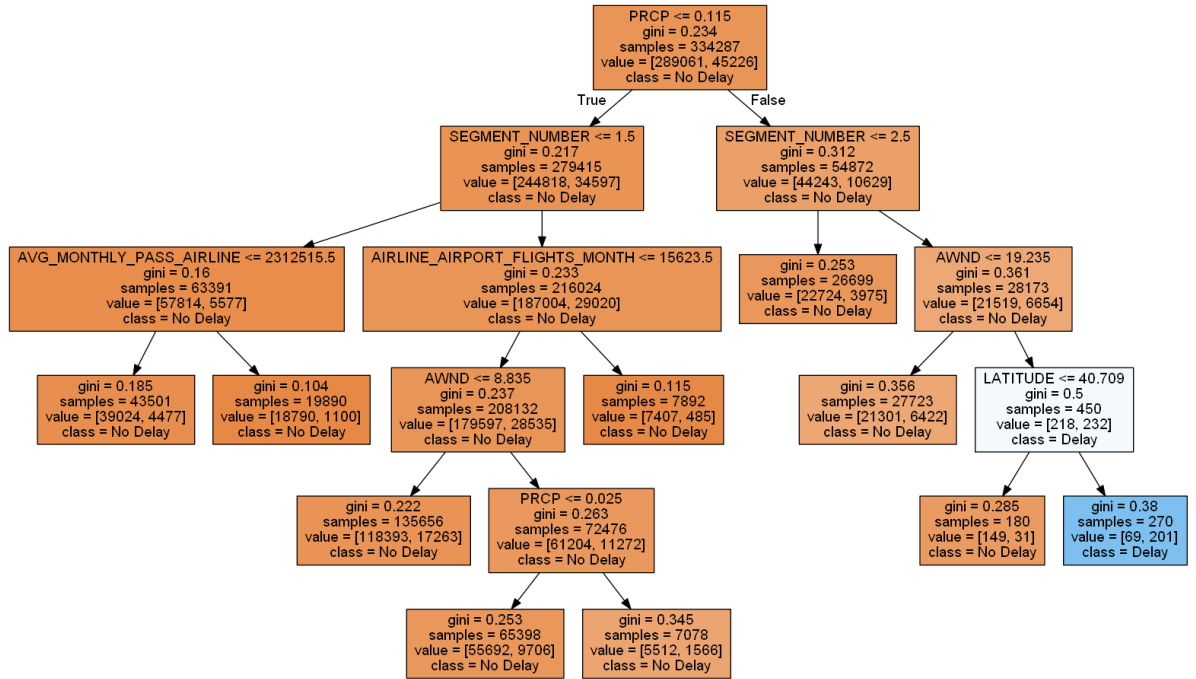 PRCP <= 0.115
gini = 0.234
samples = 334287
value = [289061, 45226]
class = No Delay
True
False
SEGMENT_NUMBER <= 1.5
gini = 0.217
samples = 279415
value = [244818, 34597]
class = No Delay
SEGMENT_NUMBER <= 2.5
gini = 0.312
samples = 54872
value = [44243, 10629]
class = No Delay
AVG_MONTHLY_PASS_AIRLINE <= 2312515.5
gini = 0.16
samples = 63391
value = [57814, 5577]
class = No Delay
AIRLINE_AIRPORT_FLIGHTS_MONTH <= 15623.5
gini = 0.233
samples = 216024
value = [187004, 29020]
class = No Delay
gini = 0.253
samples = 26699
value = [22724, 3975]
class = No Delay
AWND <= 19.235
gini = 0.361
samples = 28173
value = [21519, 6654]
class = No Delay
gini = 0.185
samples = 43501
value = [39024, 4477]
class = No Delay
gini = 0.104
samples = 19890
value = [18790, 1100]
class = No Delay
AWND <= 8.835
gini = 0.237
samples = 208132
value = [179597, 28535]
class = No Delay
gini = 0.115
samples = 7892
value = [7407, 485]
class = No Delay
gini = 0.356
samples = 27723
value = [21301, 6422]
class = No Delay
LATITUDE <= 40.709
gini = 0.5
samples = 450
value = [218, 232]
class = Delay
gini = 0.222
samples = 135656
value = [118393, 17263]
class = No Delay
PRCP <= 0.025
gini = 0.263
samples = 72476
value = [61204, 11272]
class = No Delay
gini = 0.285
samples = 180
value = [149, 31]
class = No Delay
gini = 0.38
samples = 270
value = [69, 201]
class = Delay
gini = 0.253
samples = 65398
value = [55692, 9706]
class = No Delay
gini = 0.345
samples = 7078
value = [5512, 1566]
class = No Delay